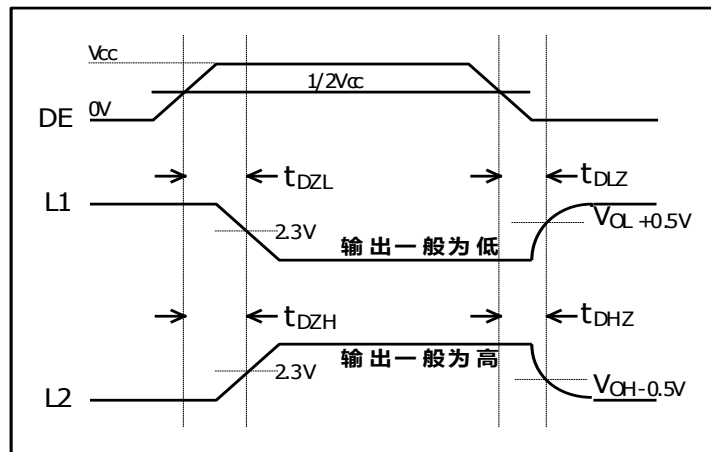 Vcc
1/2Vcc
DE 0V
tDZL tDLZ
L1
2.3V 输出一般为低 VOL +0.5V
tDZH tDHZ
2.3V 输出一般为高
L2 VOH-0.5V